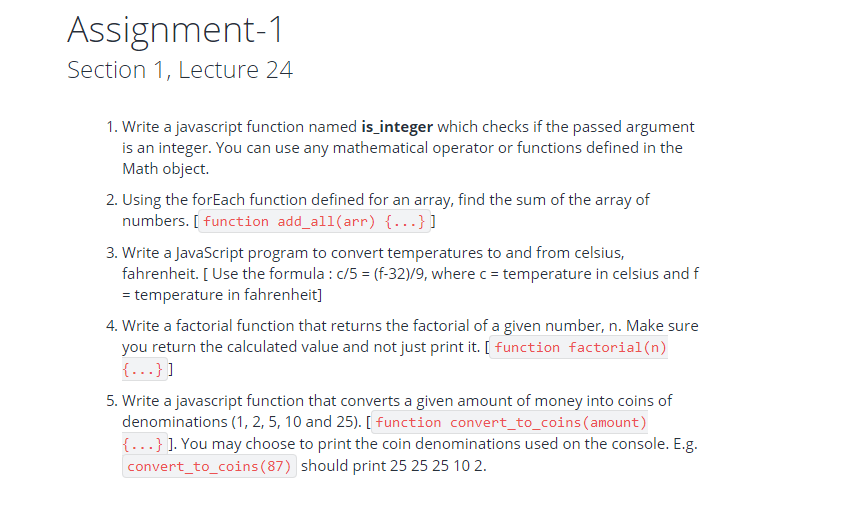 Assignment-1
Section 1, Lecture 24
1. Write a javascript function named is_integer which checks if the passed argument
is an integer. You can use any mathematical operator or functions defined in the
Math object.
2. Using the forEach function defined for an array, find the sum of the array of
numbers. [ function add_all(arr) {...} ]
3. Write a JavaScript program to convert temperatures to and from celsius,
fahrenheit. [ Use the formula : c/5 = (f-32)/9, where c = temperature in celsius and f
= temperature in fahrenheit]
4. Write a factorial function that returns the factorial of a given number, n. Make sure
you return the calculated value and not just print it. [ function factorial(n)
{...} ]
5. Write a javascript function that converts a given amount of money into coins of
denominations (1, 2, 5, 10 and 25). [ function convert_to_coins(amount)
{...} ]. You may choose to print the coin denominations used on the console. E.g.
convert_to_coins(87) should print 25 25 25 10 2.